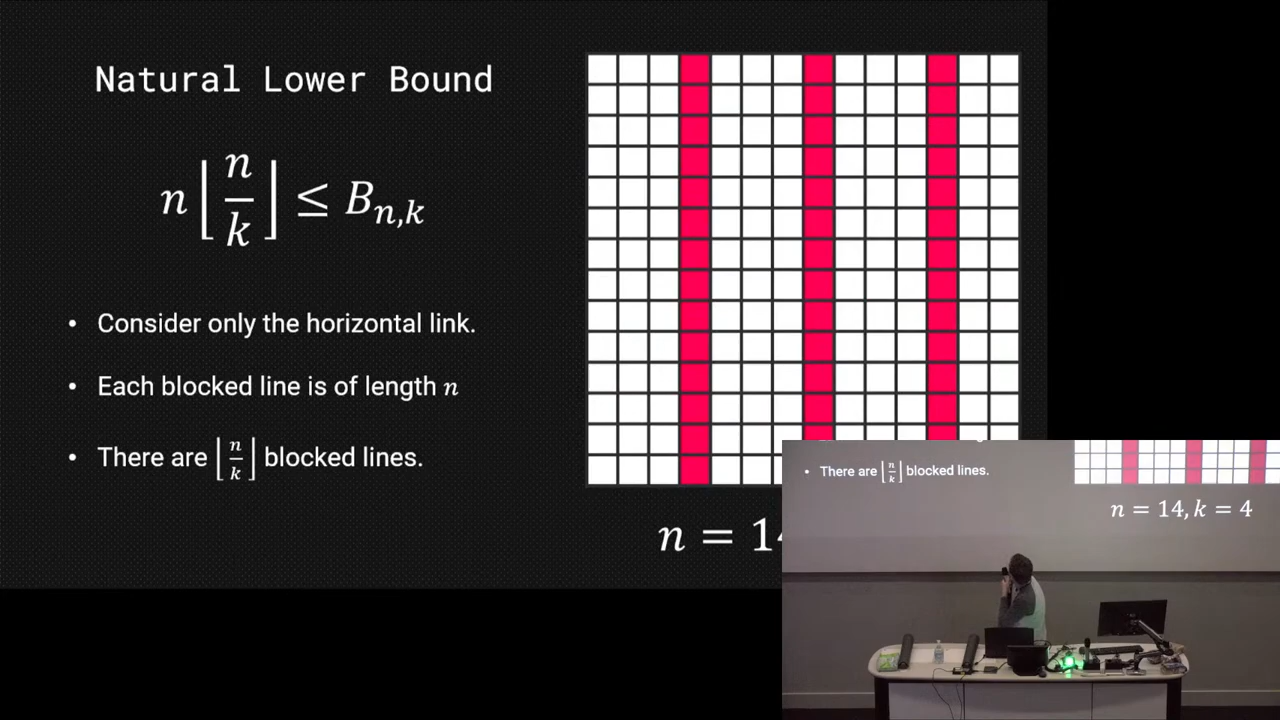 Natural Lower Bound
n⌊n/k⌋ ≤ B_{n,k}
• Consider only the horizontal link.
• Each blocked line is of length n
• There are ⌊n/k⌋ blocked lines.
n = 14
• There are ⌊n/k⌋ blocked lines.
n = 14, k = 4